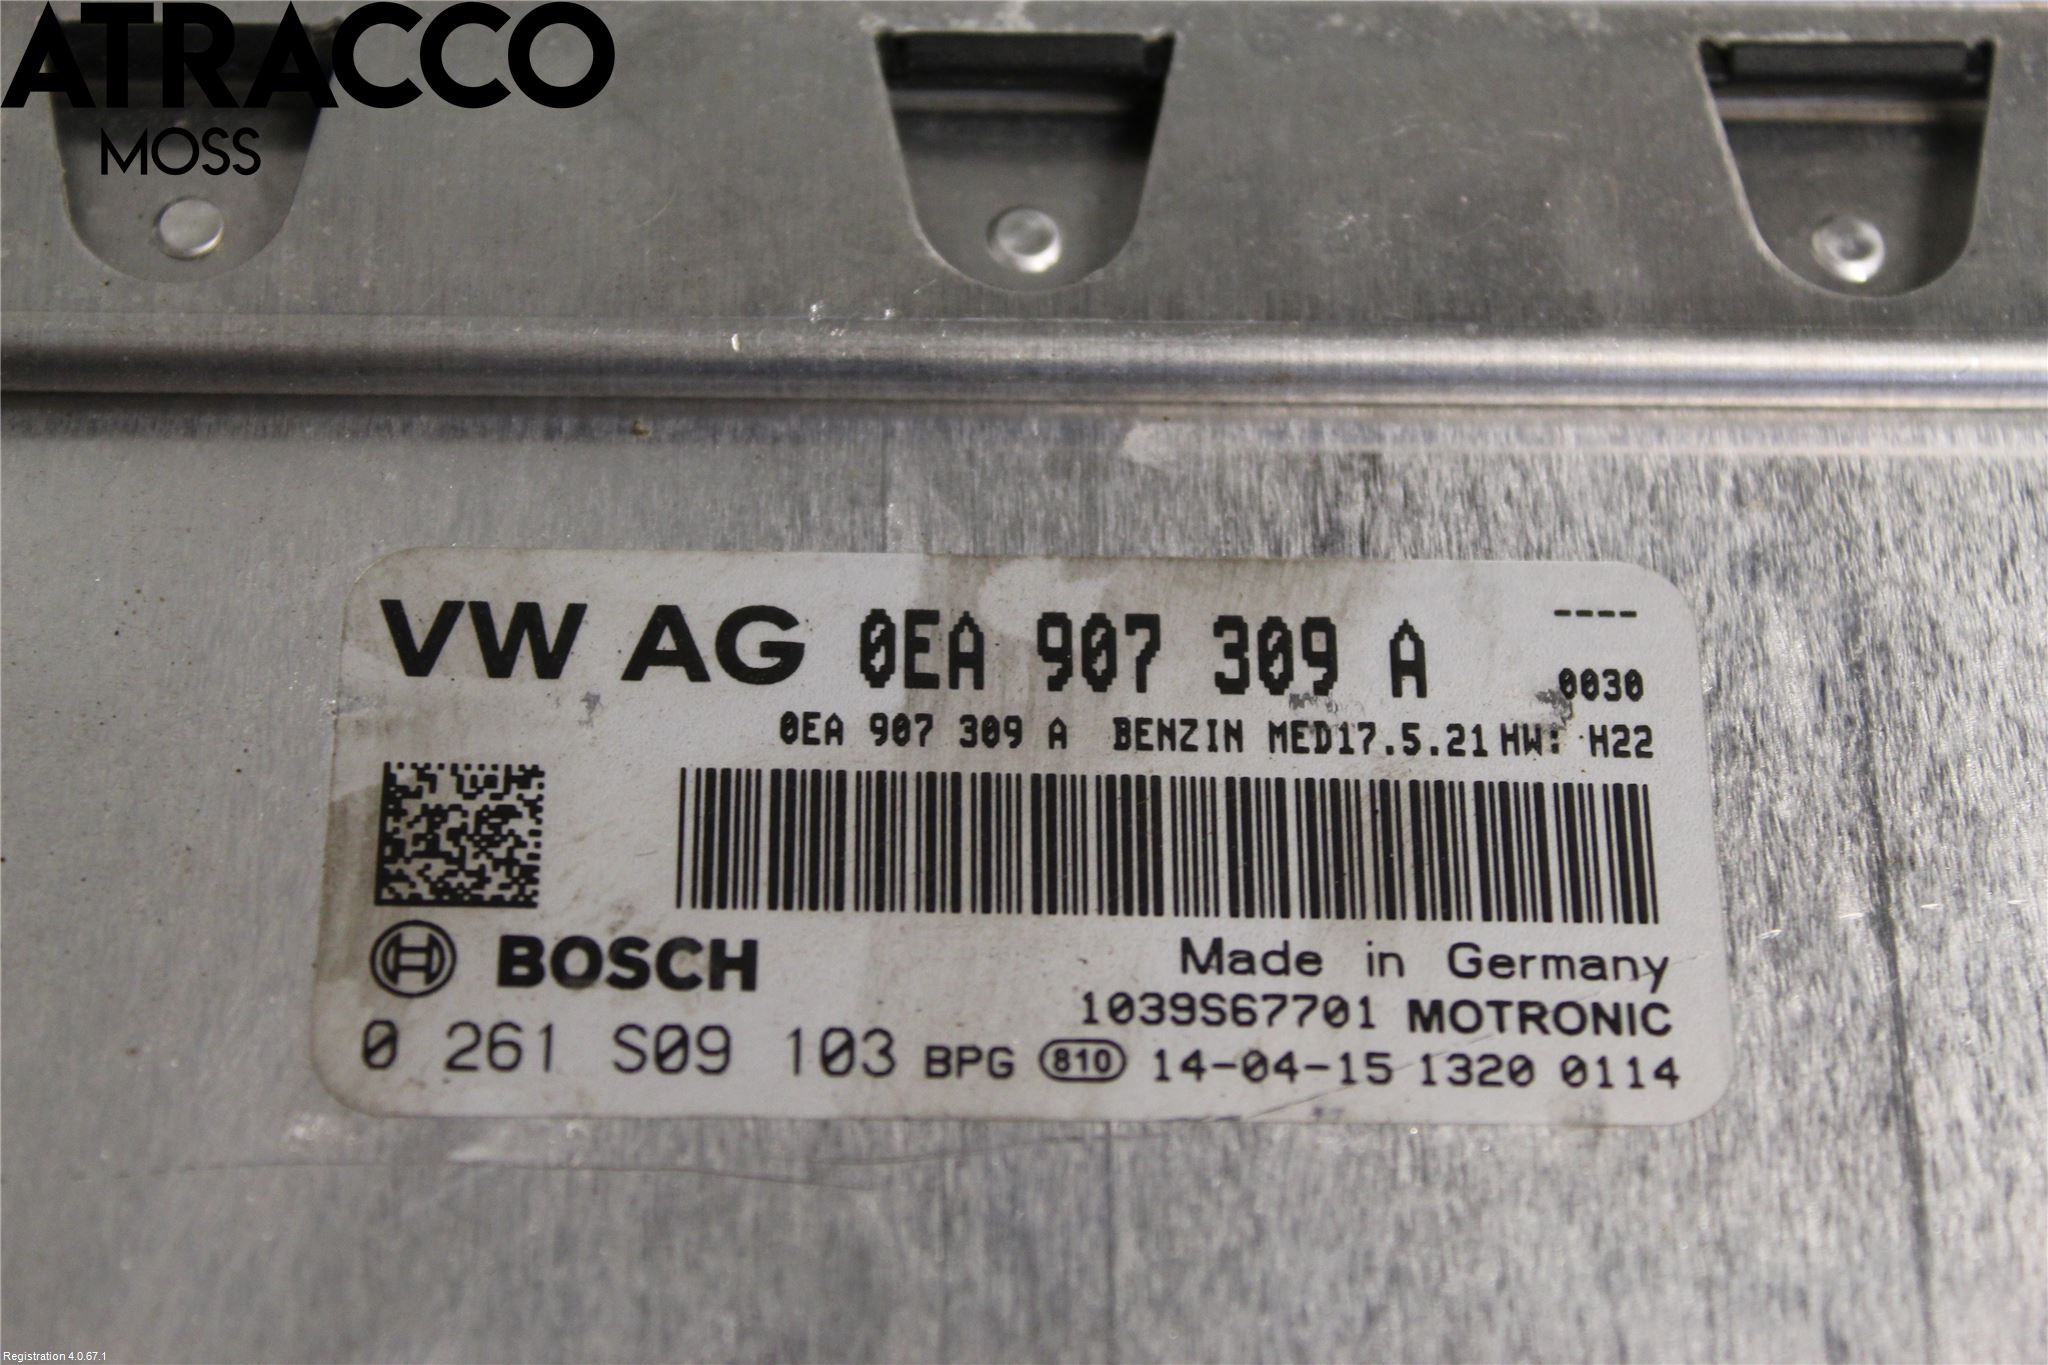 ATRACCO
MOSS
VW AG 0EA 907 309 A ----
0030
0EA 907 309 A BENZIN MED17.5.21 HW: H22
BOSCH
Made in Germany
1039S67701 MOTRONIC
0 261 S09 103 BPG 810 14-04-15 1320 0114
Registration 4.0.67.1